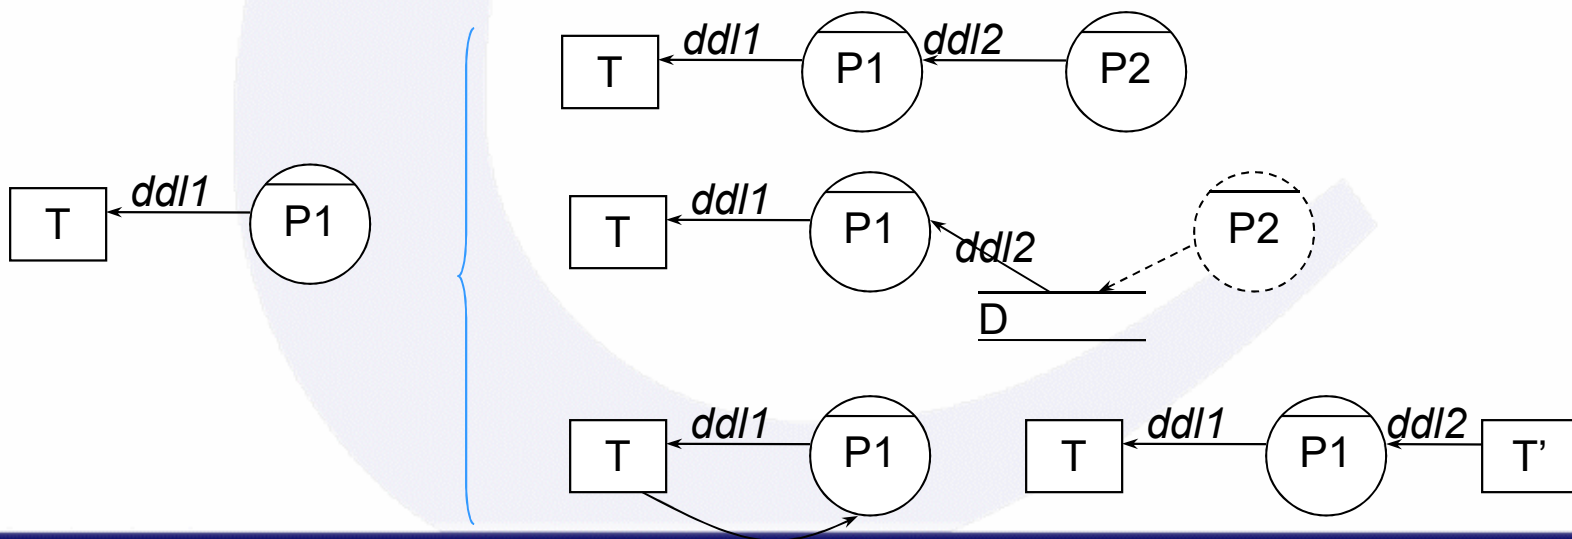 T ddl1 P1
T ddl1 P1 ddl2 P2
T ddl1 P1 ddl2 D P2
T ddl1 P1
T ddl1 P1 ddl2 T’